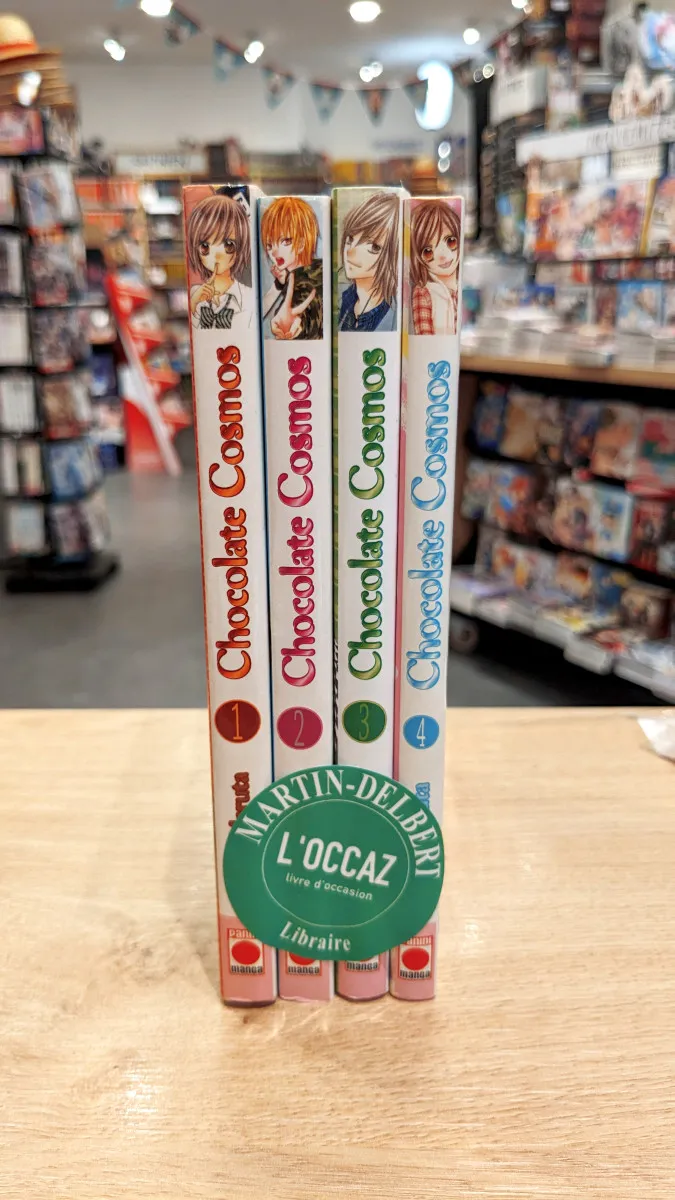 Chocolate Cosmos
1
Chocolate Cosmos
2
Chocolate Cosmos
3
Chocolate Cosmos
4
MARTIN-DELBERT
L'OCCAZ
livre d'occasion
Libraire
manga
manga
manga
manga